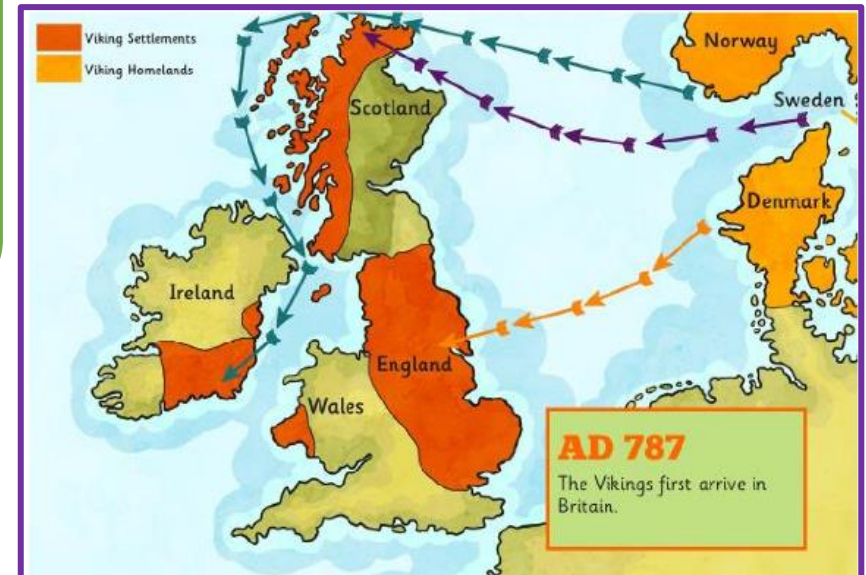 Viking Settlements
Viking Homelands
Norway
Sweden
Scotland
Denmark
Ireland
England
Wales
AD 787
The Vikings first arrive in
Britain.